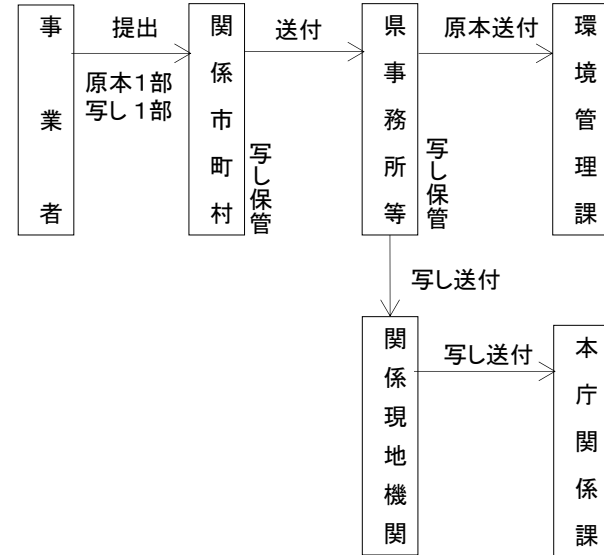 事業者
提出
原本１部
写し１部
関係市町村
写し保管
送付
県事務所等
写し保管
原本送付
環境管理課
写し送付
関係現地機関
写し送付
本庁関係課